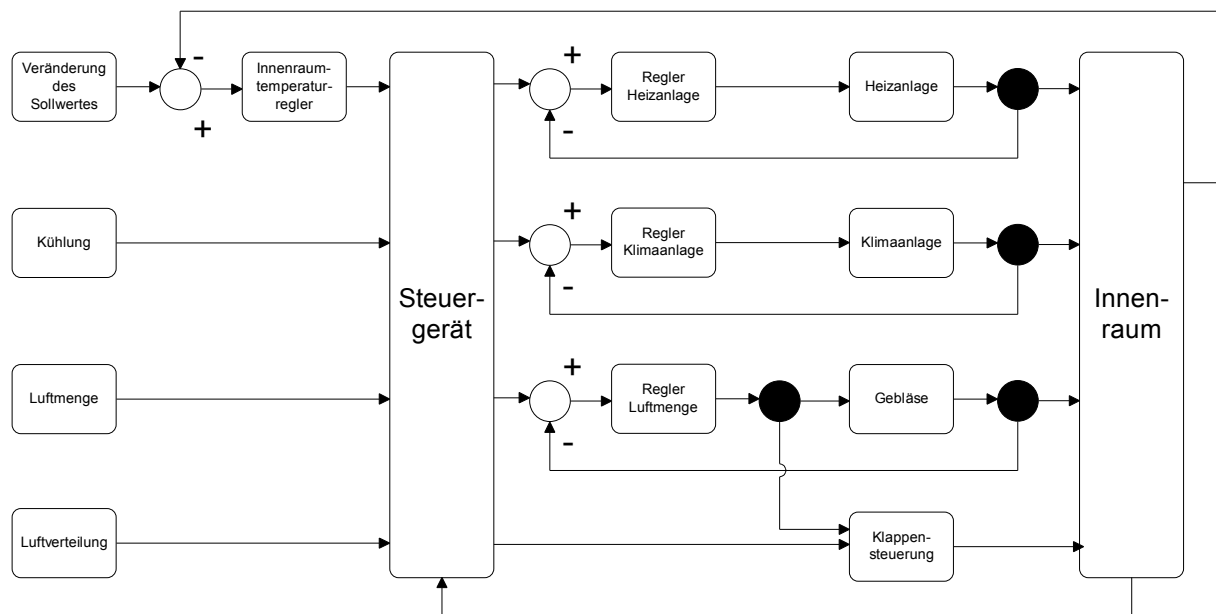 -
+
Veränderung
des
Sollwertes
Innenraum-
temperatur-
regler
+
-
Regler
Heizanlage
Heizanlage
Kühlung
+
-
Regler
Klimaanlage
Klimaanlage
Steuer-
gerät
Innen-
raum
Luftmenge
+
-
Regler
Luftmenge
Gebläse
Luftverteilung
Klappen-
steuerung